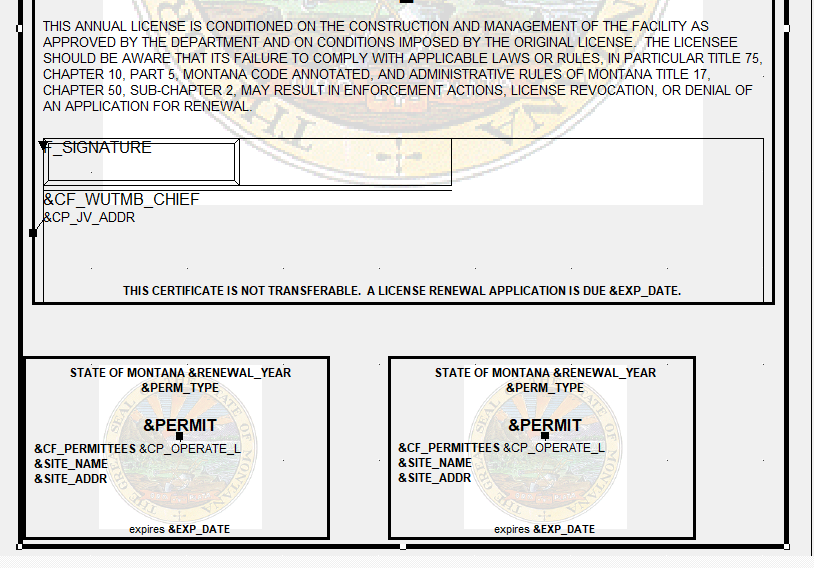 THIS ANNUAL LICENSE IS CONDITIONED ON THE CONSTRUCTION AND MANAGEMENT OF THE FACILITY AS
APPROVED BY THE DEPARTMENT AND ON CONDITIONS IMPOSED BY THE ORIGINAL LICENSE. THE LICENSEE
SHOULD BE AWARE THAT ITS FAILURE TO COMPLY WITH APPLICABLE LAWS OR RULES, IN PARTICULAR TITLE 75,
CHAPTER 10, PART 5, MONTANA CODE ANNOTATED, AND ADMINISTRATIVE RULES OF MONTANA TITLE 17,
CHAPTER 50, SUB-CHAPTER 2, MAY RESULT IN ENFORCEMENT ACTIONS, LICENSE REVOCATION, OR DENIAL OF
AN APPLICATION FOR RENEWAL.
F_SIGNATURE
&CF_WUTMB_CHIEF
&CP_JV_ADDR
THIS CERTIFICATE IS NOT TRANSFERABLE. A LICENSE RENEWAL APPLICATION IS DUE &EXP_DATE.
STATE OF MONTANA &RENEWAL_YEAR
&PERM_TYPE
&PERMIT
&CF_PERMITTEES &CP_OPERATE_L
&SITE_NAME
&SITE_ADDR
expires &EXP_DATE
STATE OF MONTANA &RENEWAL_YEAR
&PERM_TYPE
&PERMIT
&CF_PERMITTEES &CP_OPERATE_L
&SITE_NAME
&SITE_ADDR
expires &EXP_DATE